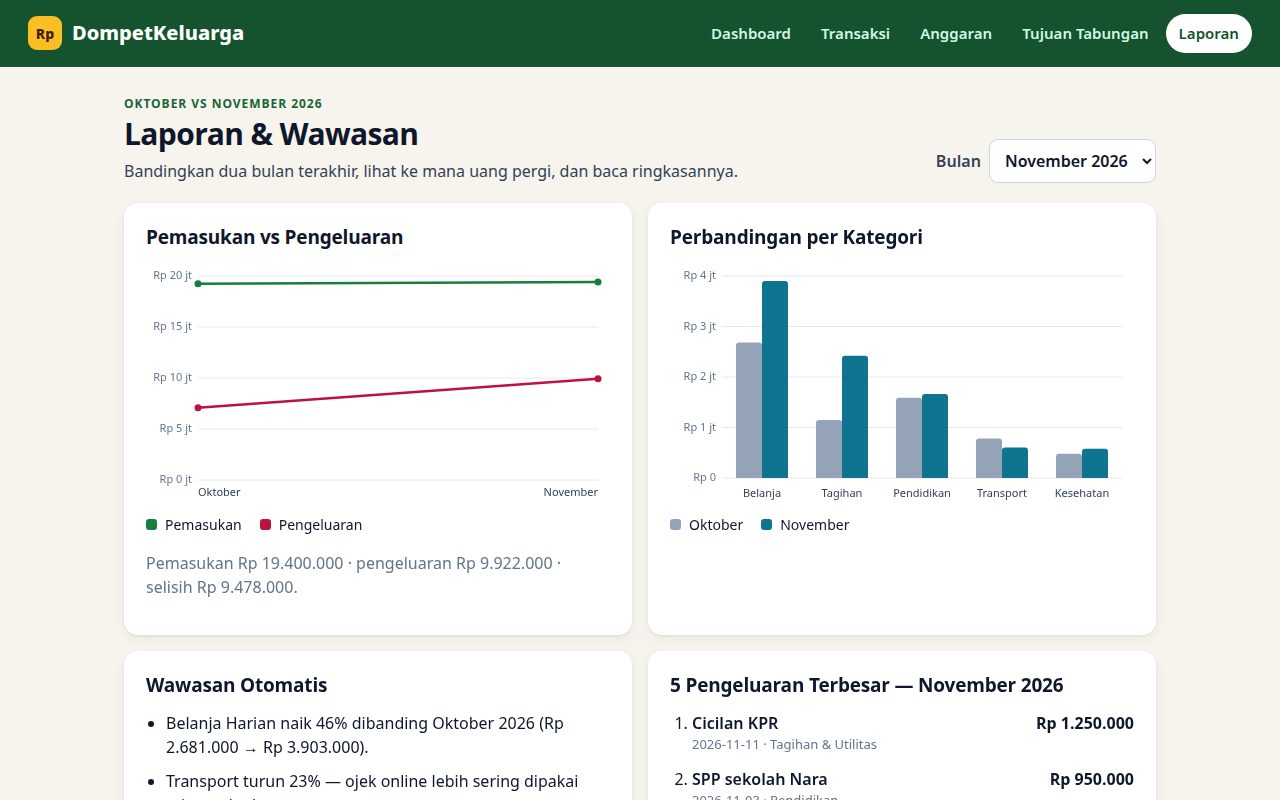 Rp DompetKeluarga Dashboard Transaksi Anggaran Tujuan Tabungan Laporan
OKTOBER VS NOVEMBER 2026
Laporan & Wawasan
Bandingkan dua bulan terakhir, lihat ke mana uang pergi, dan baca ringkasannya.
Bulan November 2026
Pemasukan vs Pengeluaran
Rp 20 jt
Rp 15 jt
Rp 10 jt
Rp 5 jt
Rp 0 jt
Oktober November
Pemasukan Pengeluaran
Pemasukan Rp 19.400.000 · pengeluaran Rp 9.922.000 ·
selisih Rp 9.478.000.
Perbandingan per Kategori
Rp 4 jt
Rp 3 jt
Rp 2 jt
Rp 1 jt
Rp 0
Belanja Tagihan Pendidikan Transport Kesehatan
Oktober November
Wawasan Otomatis
• Belanja Harian naik 46% dibanding Oktober 2026 (Rp
2.681.000 → Rp 3.903.000).
• Transport turun 23% — ojek online lebih sering dipakai
5 Pengeluaran Terbesar — November 2026
1. Cicilan KPR Rp 1.250.000
2026-11-11 · Tagihan & Utilitas
2. SPP sekolah Nara Rp 950.000
2026-11-03 · Pendidikan